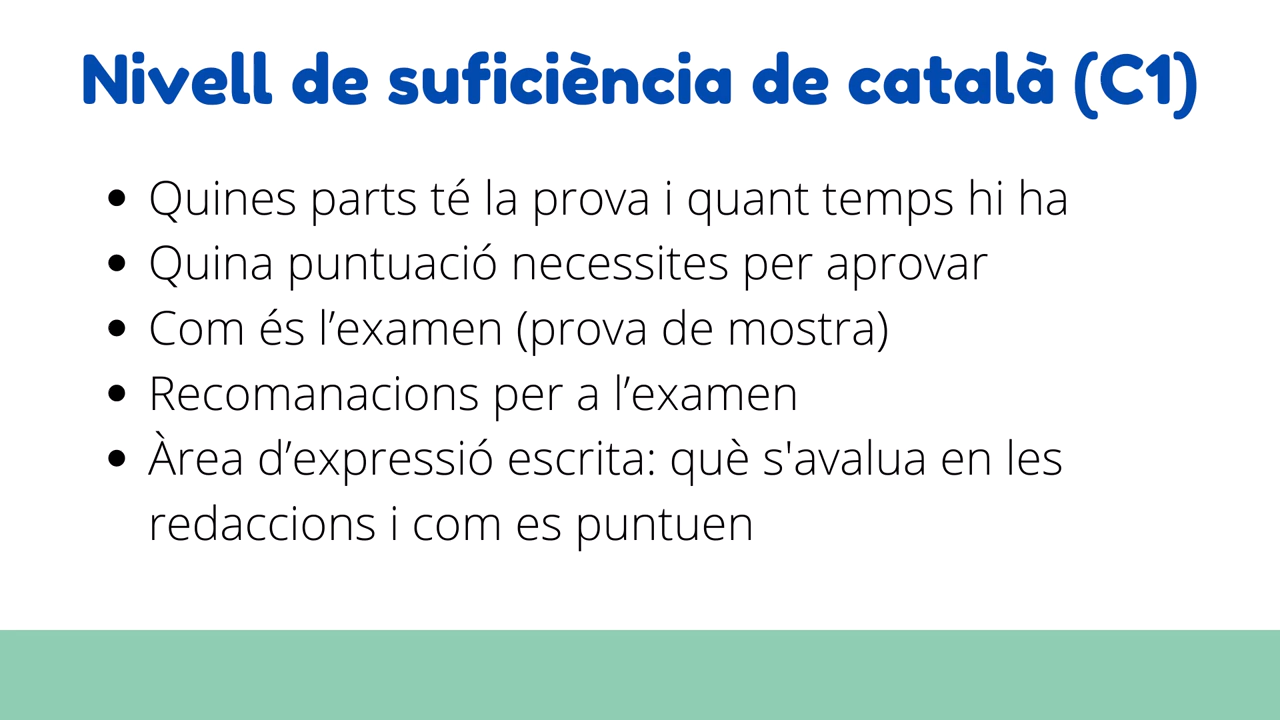 Nivell de suficiència de català (C1)
• Quines parts té la prova i quant temps hi ha
• Quina puntuació necessites per aprovar
• Com és l’examen (prova de mostra)
• Recomanacions per a l’examen
• Àrea d’expressió escrita: què s'avalua en les
redaccions i com es puntuen